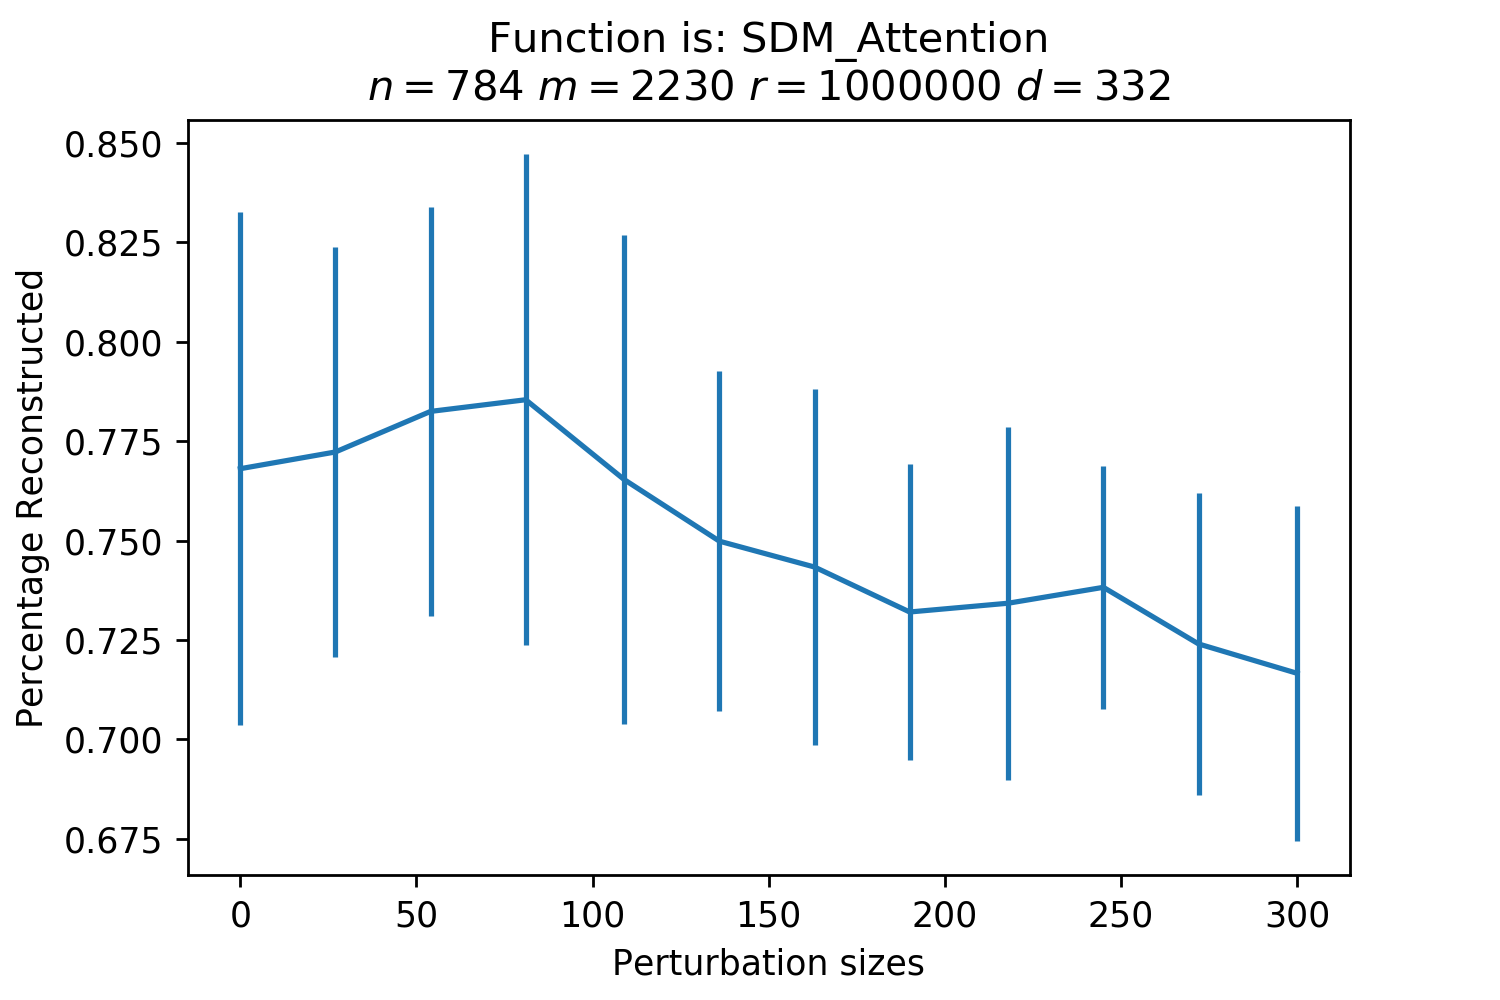 Function is: SDM_Attention
n = 784 m = 2230 r = 1000000 d = 332
Percentage Reconstructed
0.850
0.825
0.800
0.775
0.750
0.725
0.700
0.675
0 50 100 150 200 250 300
Perturbation sizes